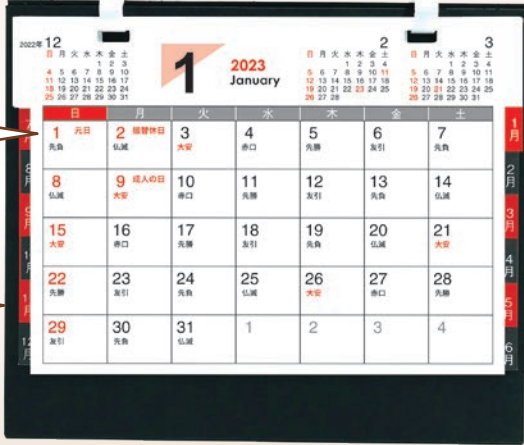 2022年 12
日 月 火 水 木 金 土
1 2 3
4 5 6 7 8 9 10
11 12 13 14 15 16 17
18 19 20 21 22 23 24
25 26 27 28 29 30 31
1
2023
January
2
日 月 火 水 木 金 土
1 2 3 4
5 6 7 8 9 10 11
12 13 14 15 16 17 18
19 20 21 22 23 24 25
26 27 28
3
日 月 火 水 木 金 土
1 2 3 4
5 6 7 8 9 10 11
12 13 14 15 16 17 18
19 20 21 22 23 24 25
26 27 28 29 30 31
日 月 火 水 木 金 土
1 元日 2 振替休日 3 4 5 6 7
先負 仏滅 大安 赤口 先勝 友引 先負
8 9 成人の日 10 11 12 13 14
仏滅 大安 赤口 先勝 友引 先負 仏滅
15 16 17 18 19 20 21
大安 赤口 先勝 友引 先負 仏滅 大安
22 23 24 25 26 27 28
先勝 友引 先負 仏滅 大安 赤口 先勝
29 30 31 1 2 3 4
友引 先負 仏滅
1月
2月
3月
4月
5月
6月